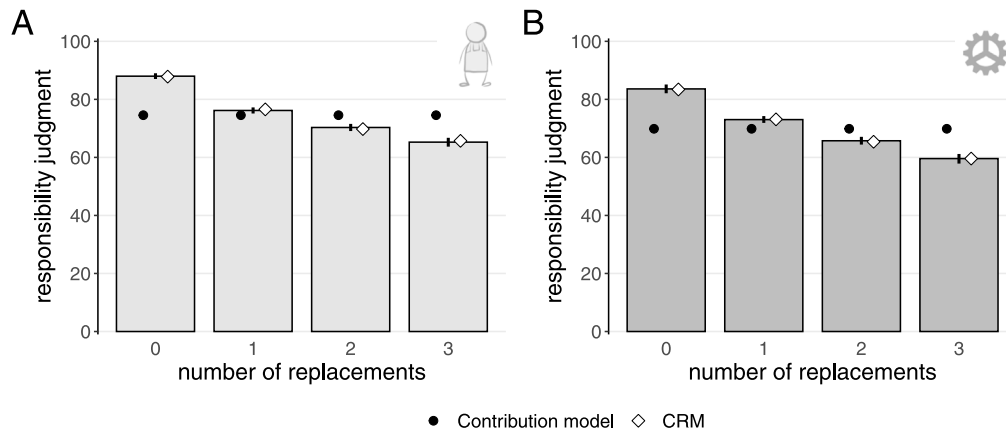 A
100
80
60
40
20
0
responsibility judgment
0 1 2 3
number of replacements
B
100
80
60
40
20
0
responsibility judgment
0 1 2 3
number of replacements
Contribution model CRM